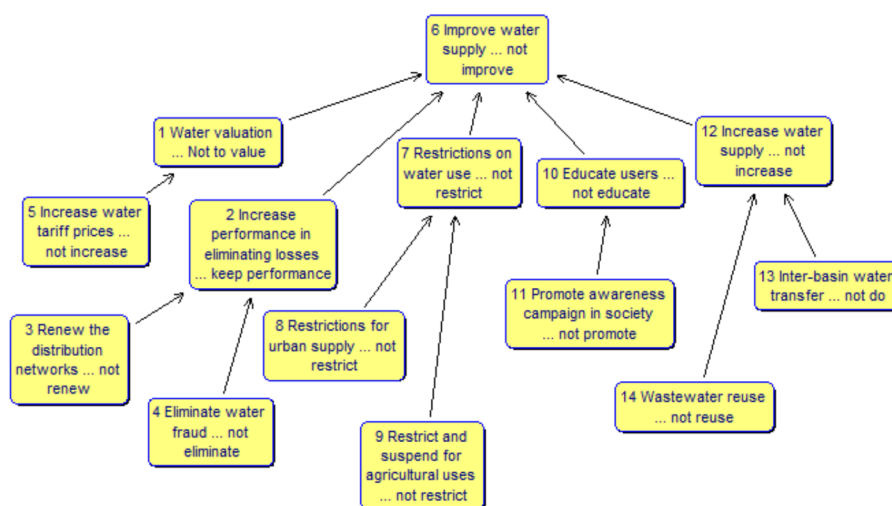 6 Improve water
supply ... not
improve
1 Water valuation
... Not to value
12 Increase water
supply ... not
increase
7 Restrictions on
water use ... not
restrict
10 Educate users ...
not educate
5 Increase water
tariff prices ...
not increase
2 Increase
performance in
eliminating losses
... keep performance
13 Inter-basin water
transfer ... not do
11 Promote awareness
campaign in society
... not promote
3 Renew the
distribution
networks ... not
renew
8 Restrictions for
urban supply ... not
restrict
14 Wastewater reuse
... not reuse
4 Eliminate water
fraud ... not
eliminate
9 Restrict and
suspend for
agricultural uses
... not restrict